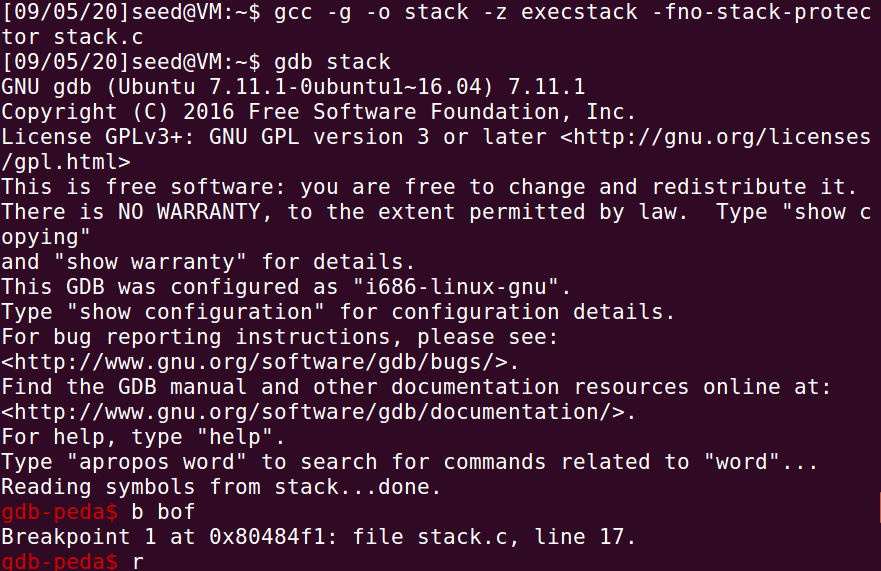 [09/05/20]seed@VM:~$ gcc -g -o stack -z execstack -fno-stack-protec
tor stack.c
[09/05/20]seed@VM:~$ gdb stack
GNU gdb (Ubuntu 7.11.1-0ubuntu1~16.04) 7.11.1
Copyright (C) 2016 Free Software Foundation, Inc.
License GPLv3+: GNU GPL version 3 or later <http://gnu.org/licenses
/gpl.html>
This is free software: you are free to change and redistribute it.
There is NO WARRANTY, to the extent permitted by law.  Type "show c
opying"
and "show warranty" for details.
This GDB was configured as "i686-linux-gnu".
Type "show configuration" for configuration details.
For bug reporting instructions, please see:
<http://www.gnu.org/software/gdb/bugs/>.
Find the GDB manual and other documentation resources online at:
<http://www.gnu.org/software/gdb/documentation/>.
For help, type "help".
Type "apropos word" to search for commands related to "word"...
Reading symbols from stack...done.
gdb-peda$ b bof
Breakpoint 1 at 0x80484f1: file stack.c, line 17.
gdb-peda$ r